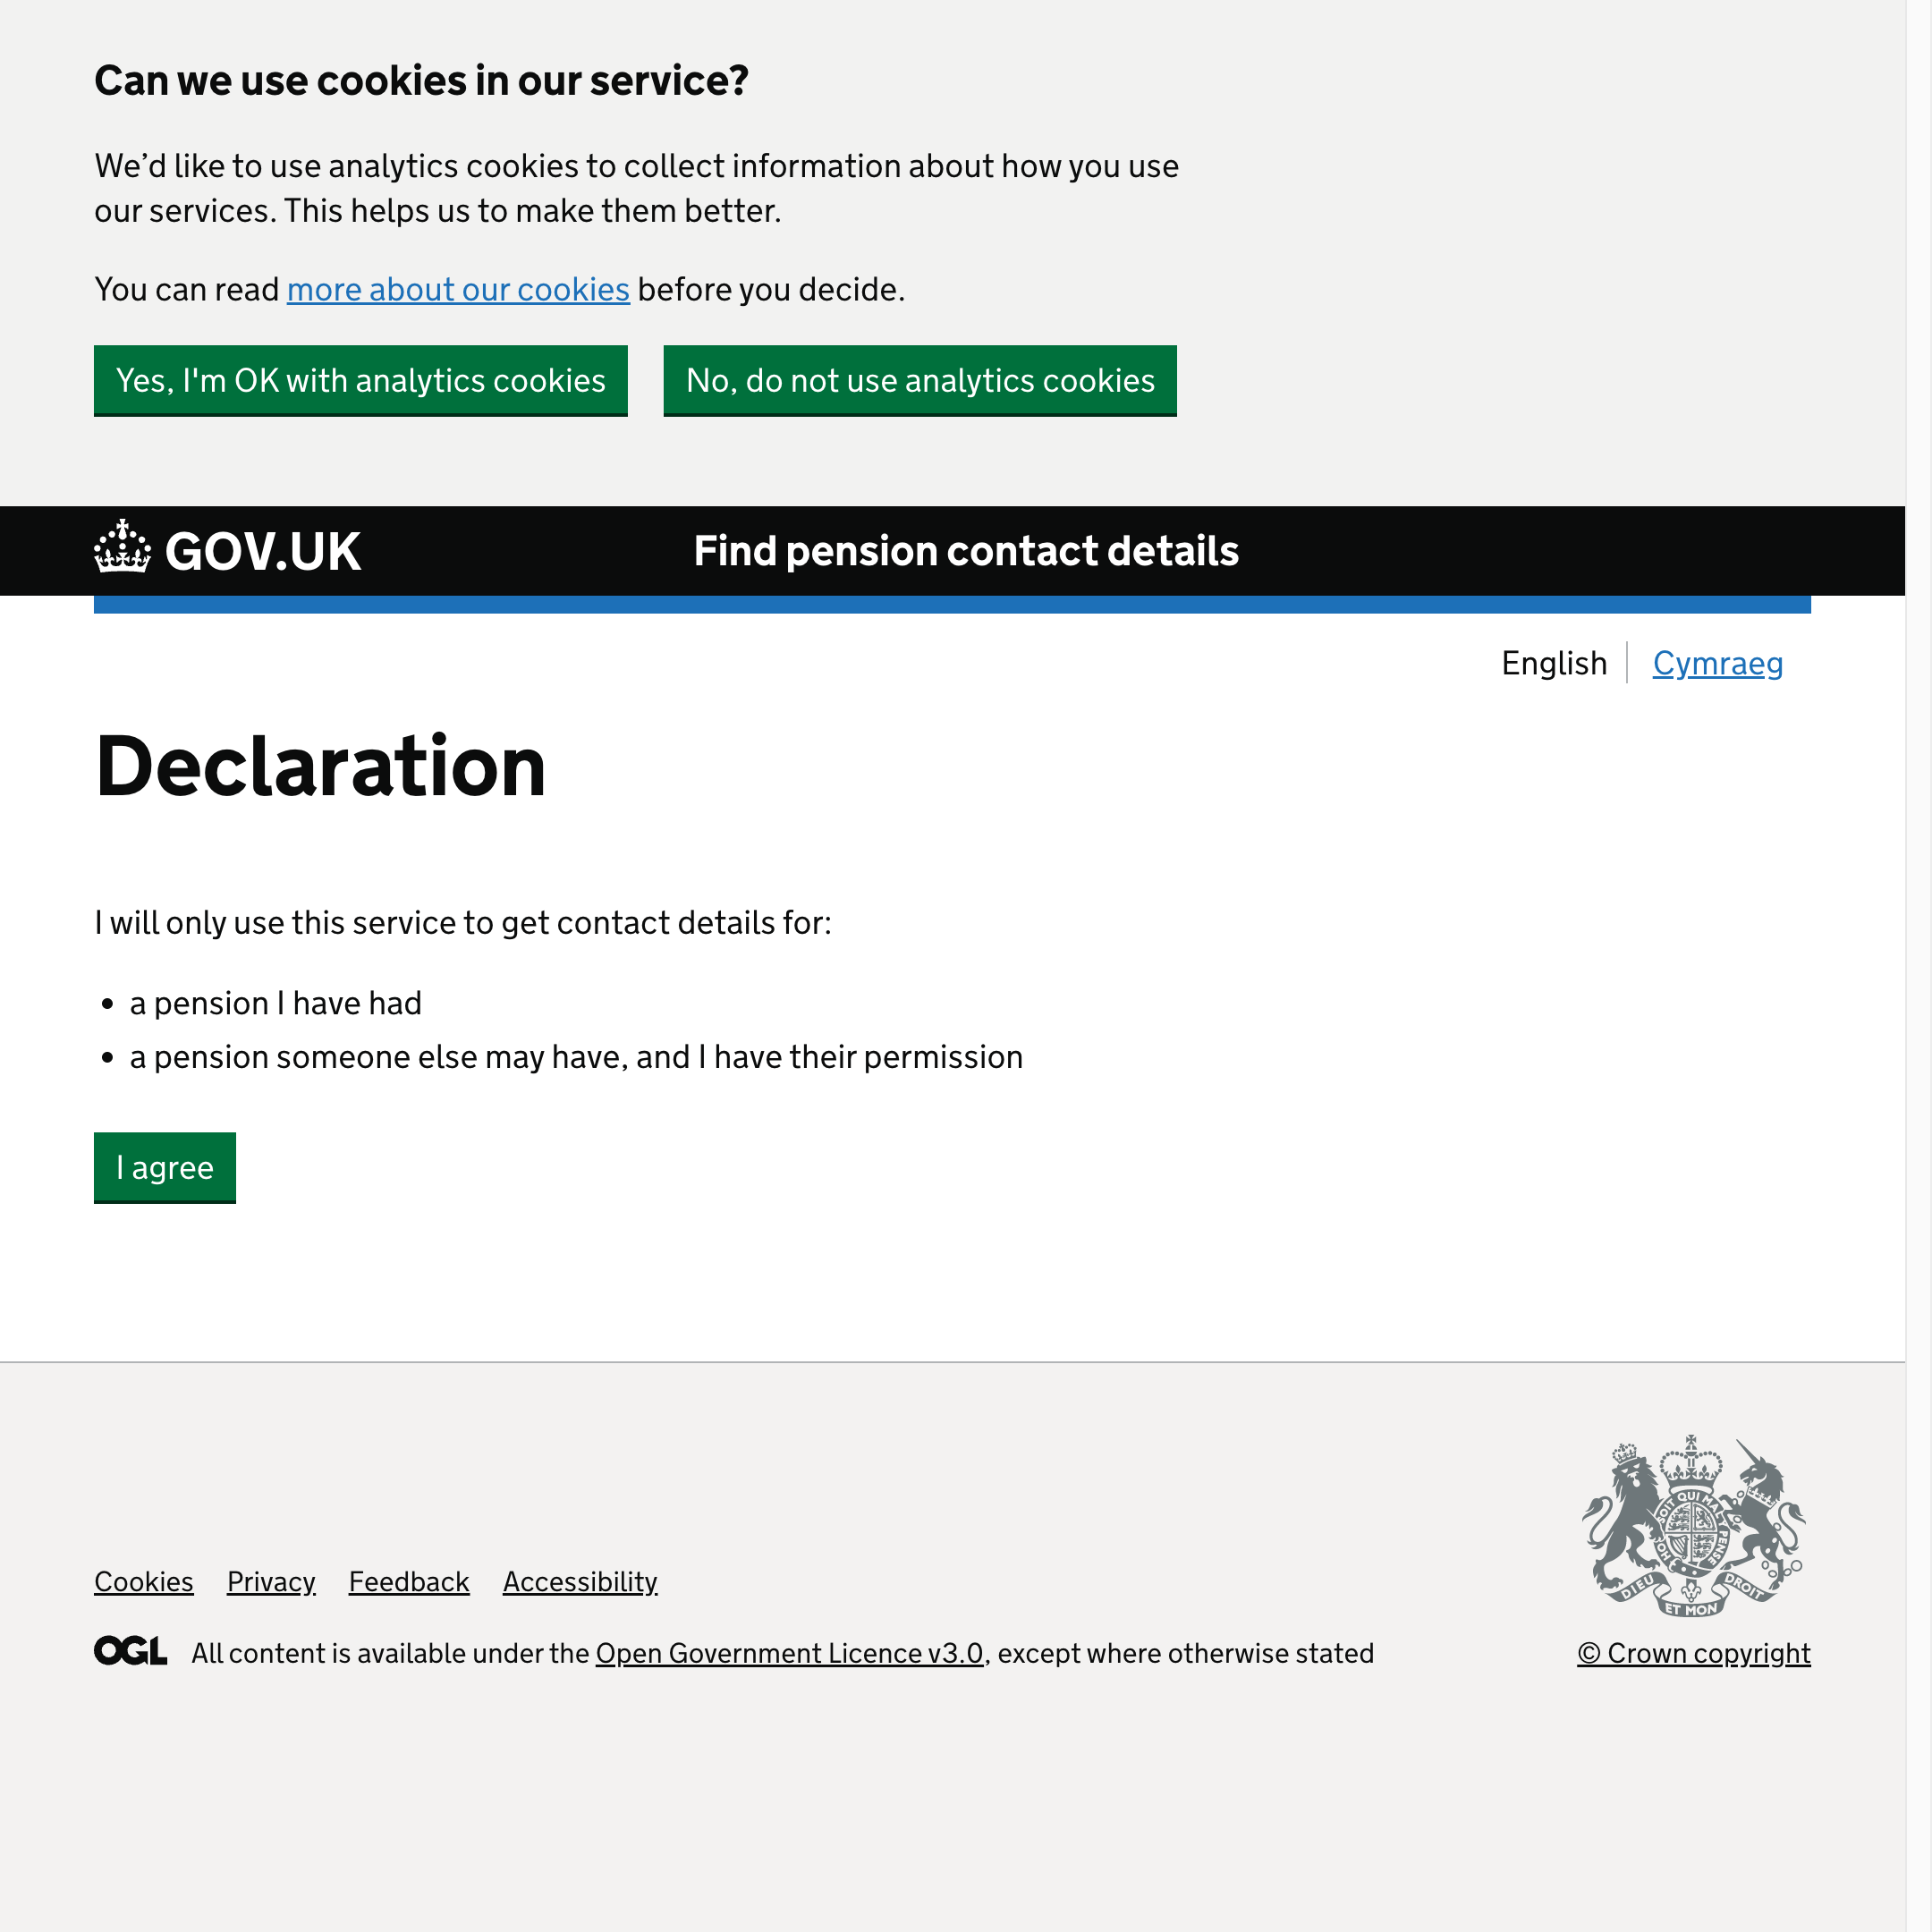 Can we use cookies in our service?
We’d like to use analytics cookies to collect information about how you use
our services. This helps us to make them better.
You can read more about our cookies before you decide.
Yes, I'm OK with analytics cookies
No, do not use analytics cookies
GOV.UK
Find pension contact details
English
Cymraeg
Declaration
I will only use this service to get contact details for:
• a pension I have had
• a pension someone else may have, and I have their permission
I agree
DIEU ET MON DROIT
Cookies Privacy Feedback Accessibility
OGL All content is available under the Open Government Licence v3.0, except where otherwise stated
© Crown copyright